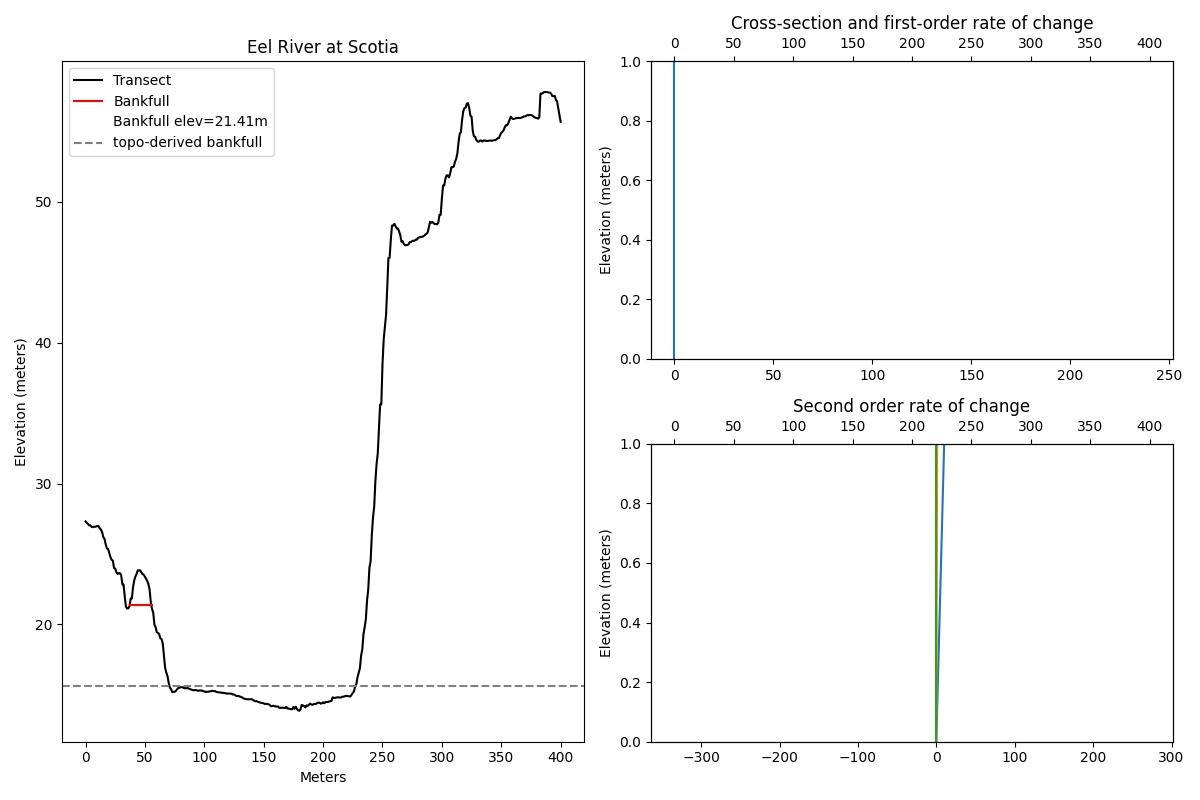 Eel River at Scotia
Transect
Bankfull
Bankfull elev=21.41m
topo-derived bankfull
Elevation (meters)
50
40
30
20
0 50 100 150 200 250 300 350 400
Meters
Cross-section and first-order rate of change
0 50 100 150 200 250 300 350 400
Elevation (meters)
1.0
0.8
0.6
0.4
0.2
0.0
0 50 100 150 200 250
Second order rate of change
0 50 100 150 200 250 300 350 400
Elevation (meters)
1.0
0.8
0.6
0.4
0.2
0.0
−300 −200 −100 0 100 200 300